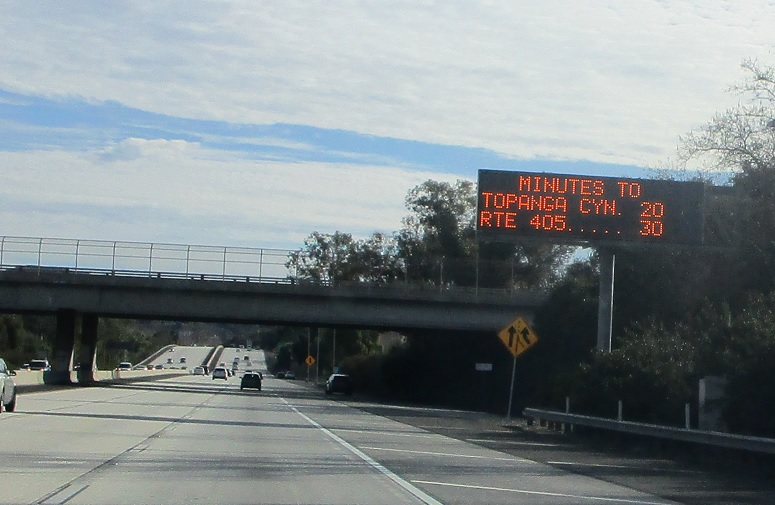 MINUTES TO
TOPANGA CYN. 20
RTE 405...... 30